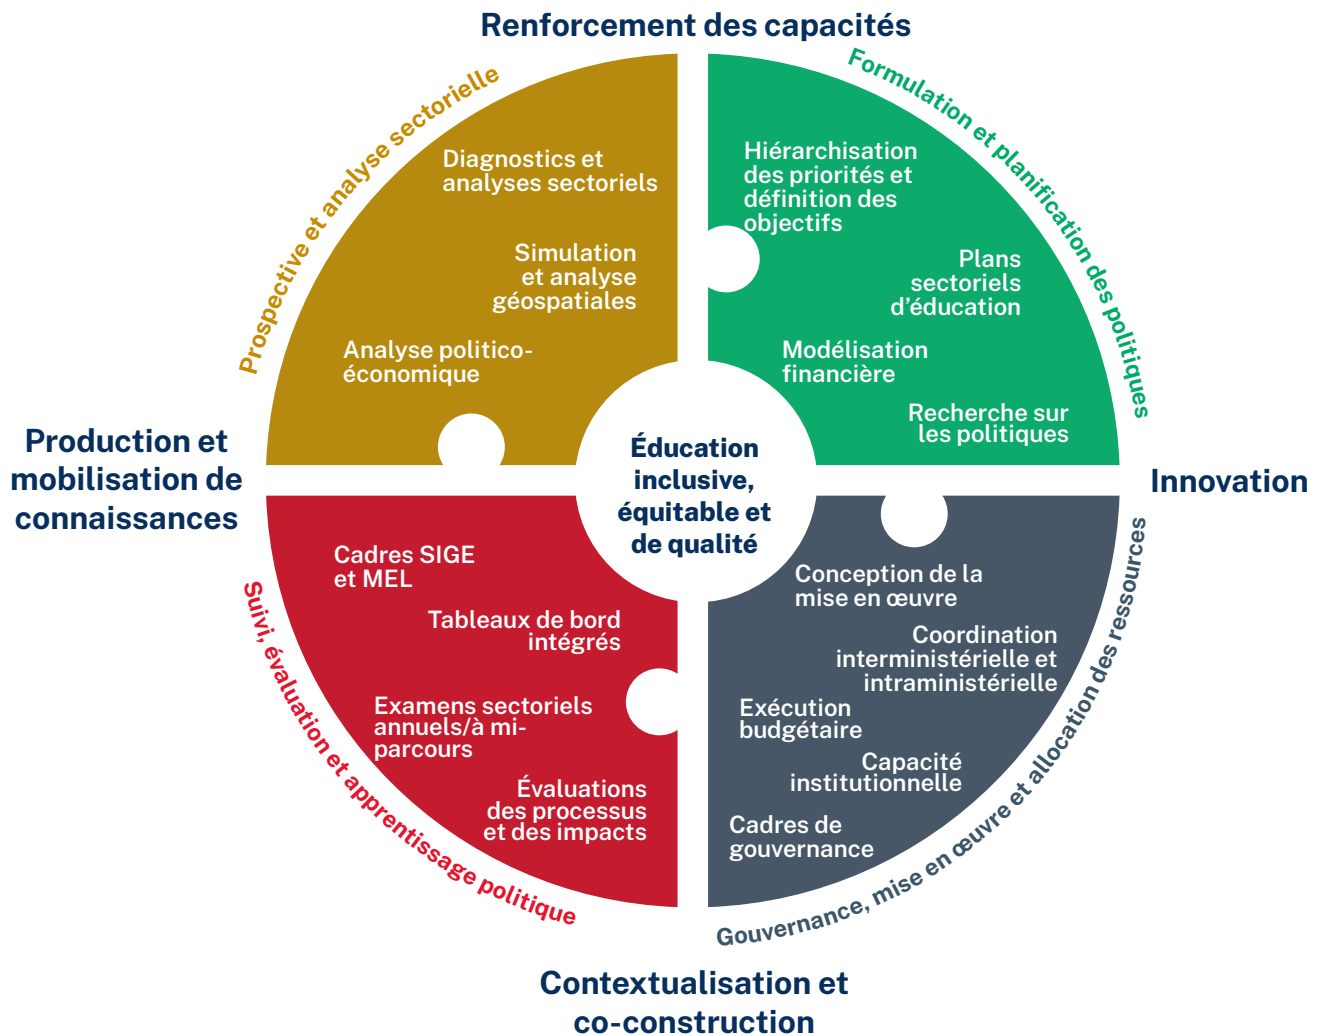 Renforcement des capacités
Prospective et analyse sectorielle
Diagnostics et
analyses sectoriels
Simulation
et analyse
géospatiales
Analyse politico-
économique
Formulation et planification des politiques
Hiérarchisation
des priorités et
définition des
objectifs
Plans
sectoriels
d’éducation
Modélisation
financière
Recherche sur
les politiques
Production et
mobilisation de
connaissances
Éducation
inclusive,
équitable et
de qualité
Innovation
Suivi, évaluation et apprentissage politique
Cadres SIGE
et MEL
Tableaux de bord
intégrés
Examens sectoriels
annuels/à mi-
parcours
Évaluations
des processus
et des impacts
Gouvernance, mise en œuvre et allocation des ressources
Conception de la
mise en œuvre
Coordination
interministérielle et
intraministérielle
Exécution
budgétaire
Capacité
institutionnelle
Cadres de
gouvernance
Contextualisation et
co-construction